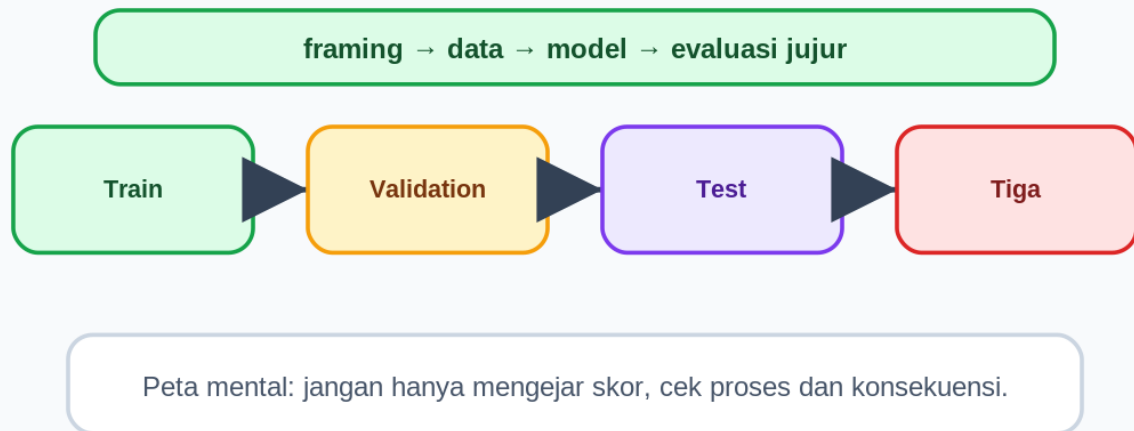 framing → data → model → evaluasi jujur
Train
Validation
Test
Tiga
Peta mental: jangan hanya mengejar skor, cek proses dan konsekuensi.